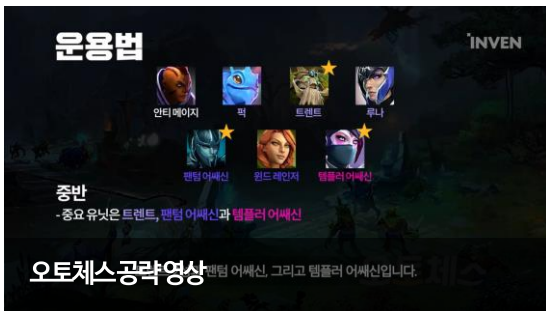 운용법
INVEN
안티 메이지
퍽
트렌트
루나
팬텀 어쌔신
윈드 레인저
템플러 어쌔신
중반
- 중요 유닛은 트렌트, 팬텀 어쌔신과 템플러 어쌔신
오토체스 공략 영상
팬텀 어쌔신, 그리고 템플러 어쌔신입니다.
체스